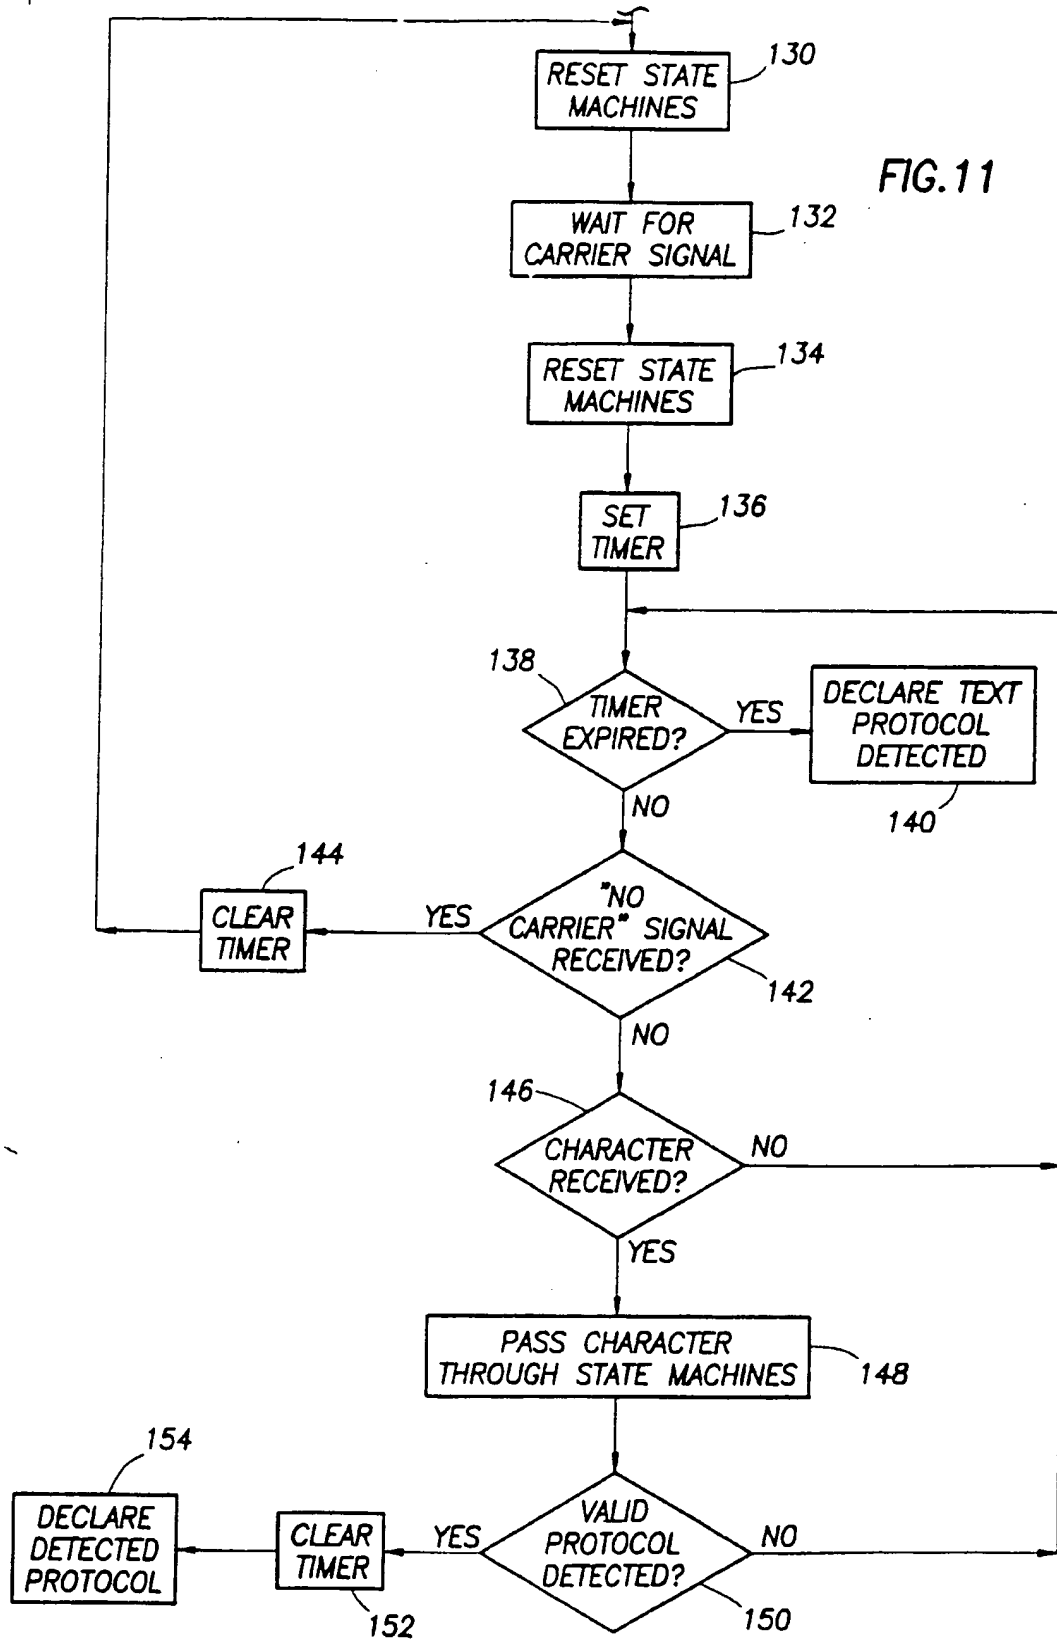 RESET STATE
MACHINES
130
FIG.11
WAIT FOR
CARRIER SIGNAL
132
RESET STATE
MACHINES
134
SET
TIMER
136
138
TIMER
EXPIRED?
YES
DECLARE TEXT
PROTOCOL
DETECTED
140
NO
144
CLEAR
TIMER
YES
"NO
CARRIER" SIGNAL
RECEIVED?
142
NO
146
CHARACTER
RECEIVED?
NO
YES
PASS CHARACTER
THROUGH STATE MACHINES
148
154
DECLARE
DETECTED
PROTOCOL
CLEAR
TIMER
152
YES
VALID
PROTOCOL
DETECTED?
NO
150